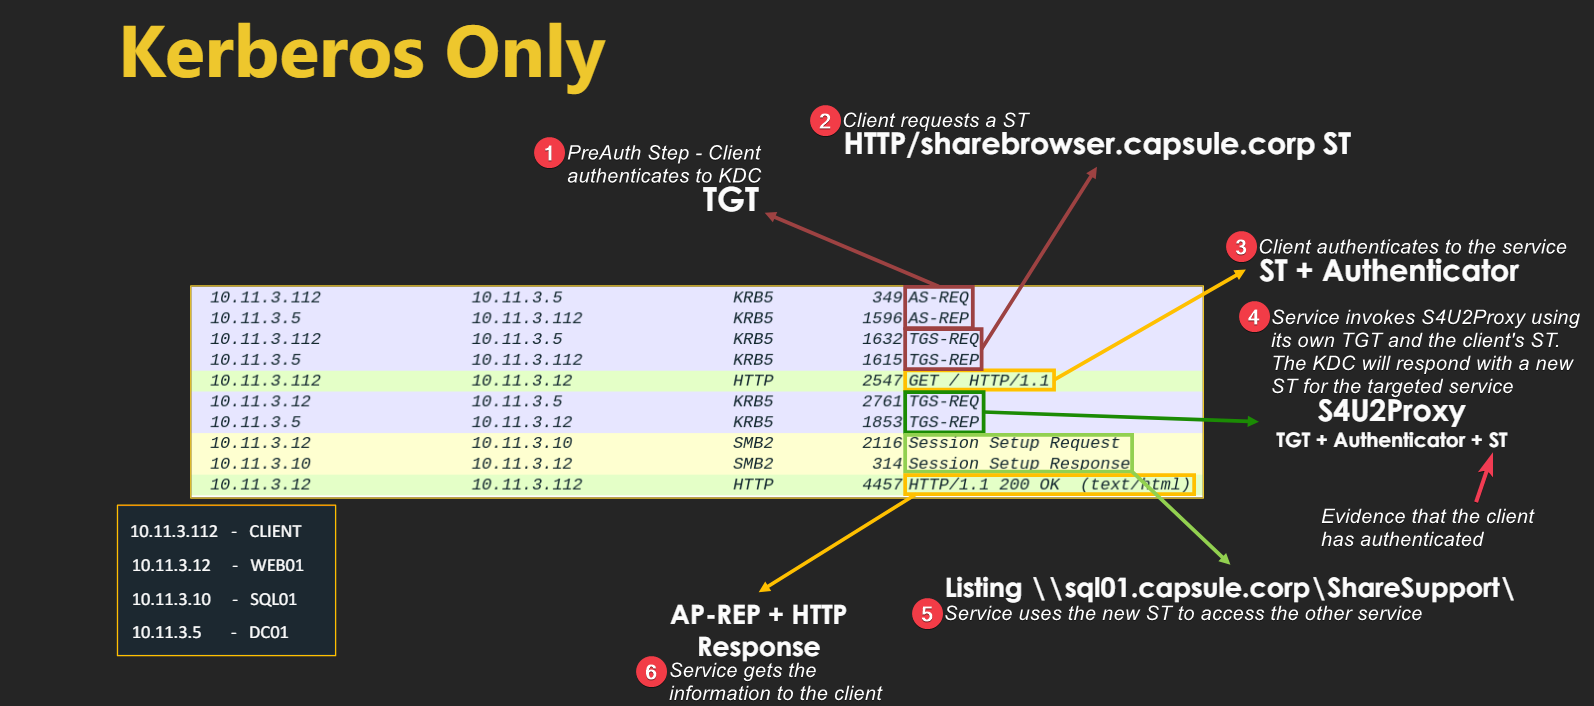 Kerberos Only
2 Client requests a ST
HTTP/sharebrowser.capsule.corp ST
1 PreAuth Step - Client
authenticates to KDC
TGT
3 Client authenticates to the service
ST + Authenticator
4 Service invokes S4U2Proxy using
its own TGT and the client's ST.
The KDC will respond with a new
ST for the targeted service
S4U2Proxy
TGT + Authenticator + ST
Evidence that the client
has authenticated
10.11.3.112 10.11.3.5 KRB5 349 AS-REQ
10.11.3.5 10.11.3.112 KRB5 1596 AS-REP
10.11.3.112 10.11.3.5 KRB5 1632 TGS-REQ
10.11.3.5 10.11.3.112 KRB5 1615 TGS-REP
10.11.3.112 10.11.3.12 HTTP 2547 GET / HTTP/1.1
10.11.3.12 10.11.3.5 KRB5 2761 TGS-REQ
10.11.3.5 10.11.3.12 KRB5 1853 TGS-REP
10.11.3.12 10.11.3.10 SMB2 2116 Session Setup Request
10.11.3.10 10.11.3.12 SMB2 314 Session Setup Response
10.11.3.12 10.11.3.112 HTTP 4457 HTTP/1.1 200 OK (text/html)
10.11.3.112 - CLIENT
10.11.3.12 - WEB01
10.11.3.10 - SQL01
10.11.3.5 - DC01
Listing \\sql01.capsule.corp\ShareSupport\
5 Service uses the new ST to access the other service
AP-REP + HTTP
Response
6 Service gets the
information to the client